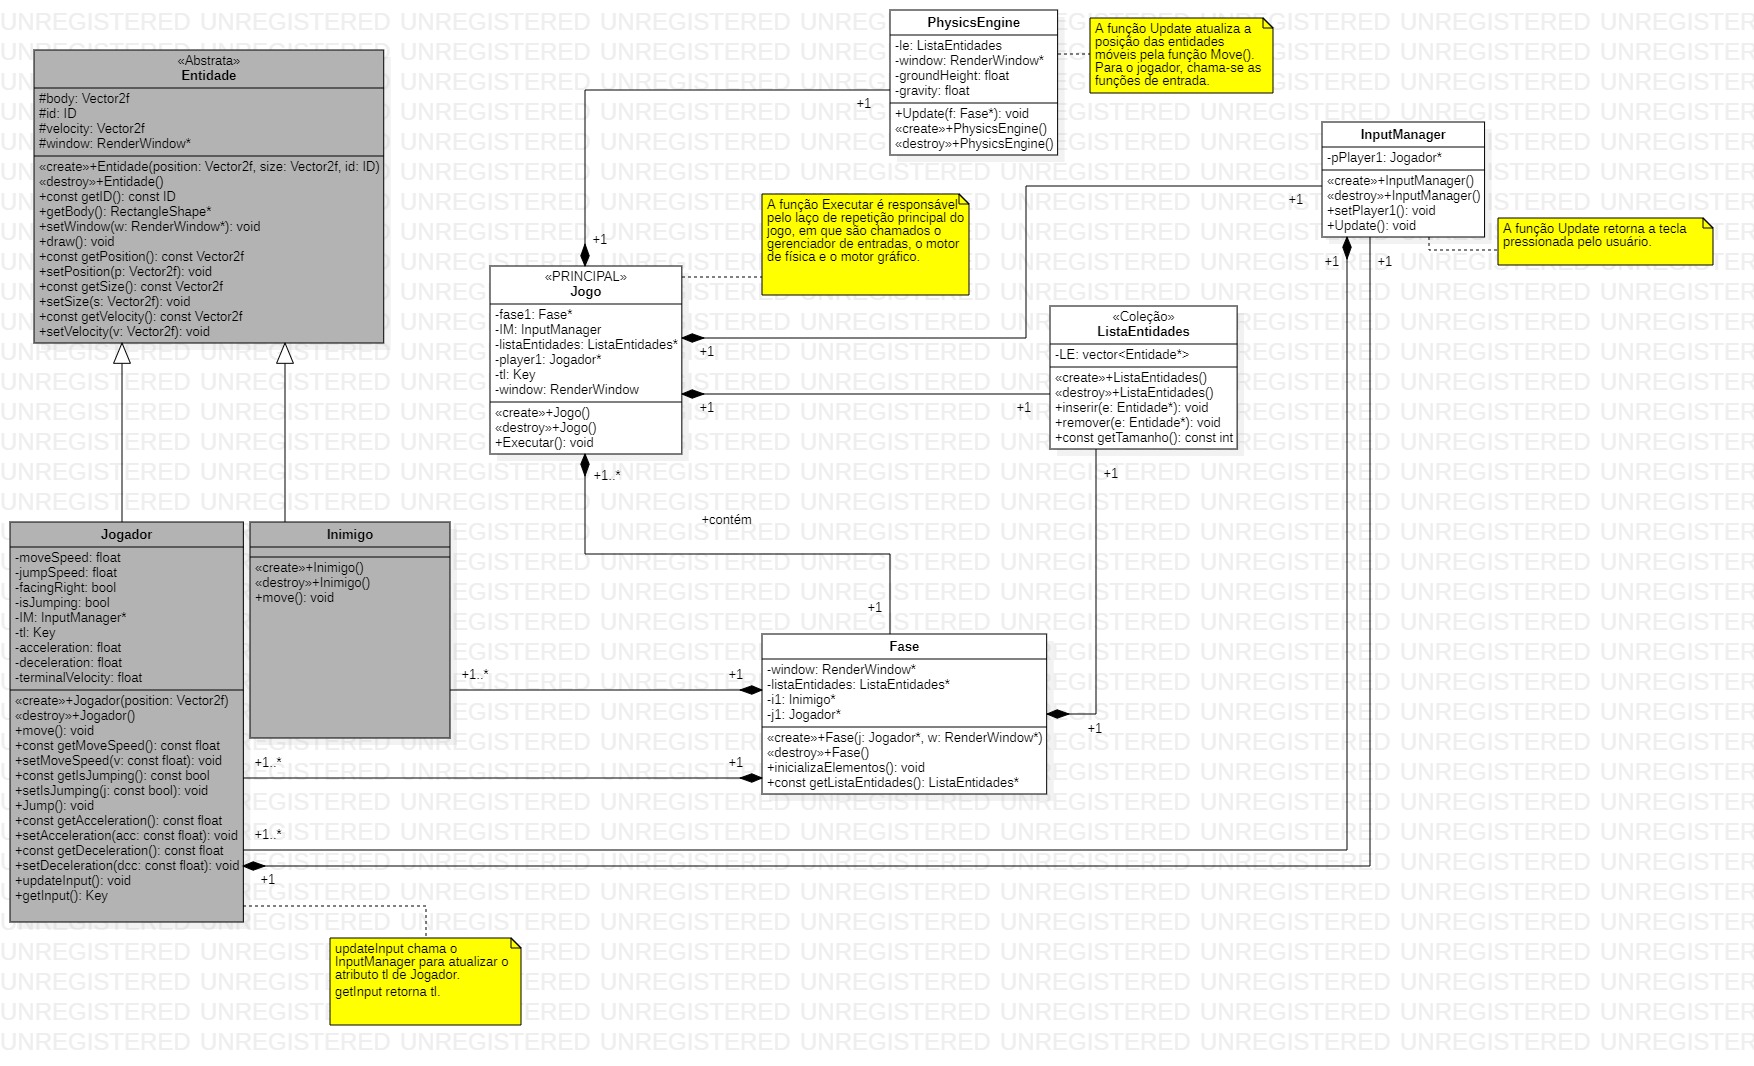 «Abstrata»
Entidade
#body: Vector2f
#id: ID
#velocity: Vector2f
#window: RenderWindow*
«create»+Entidade(position: Vector2f, size: Vector2f, id: ID)
«destroy»+Entidade()
+const getID(): const ID
+getBody(): RectangleShape*
+setWindow(w: RenderWindow*): void
+draw(): void
+const getPosition(): const Vector2f
+setPosition(p: Vector2f): void
+const getSize(): const Vector2f
+setSize(s: Vector2f): void
+const getVelocity(): const Vector2f
+setVelocity(v: Vector2f): void
PhysicsEngine
-le: ListaEntidades
-window: RenderWindow*
-groundHeight: float
-gravity: float
+Update(f: Fase*): void
«create»+PhysicsEngine()
«destroy»+PhysicsEngine()
A função Update atualiza a
posição das entidades
móveis pela função Move().
Para o jogador, chama-se as
funções de entrada.
+1
+1
InputManager
-pPlayer1: Jogador*
«create»+InputManager()
«destroy»+InputManager()
+setPlayer1(): void
+Update(): void
+1
+1
+1
A função Update retorna a tecla
pressionada pelo usuário.
A função Executar é responsável
pelo laço de repetição principal do
jogo, em que são chamados o
gerenciador de entradas, o motor
de física e o motor gráfico.
«PRINCIPAL»
Jogo
-fase1: Fase*
-IM: InputManager
-listaEntidades: ListaEntidades*
-player1: Jogador*
-tl: Key
-window: RenderWindow
«create»+Jogo()
«destroy»+Jogo()
+Executar(): void
+1
+1
+1
+1..*
+contém
+1
«Coleção»
ListaEntidades
-LE: vector<Entidade*>
«create»+ListaEntidades()
«destroy»+ListaEntidades()
+inserir(e: Entidade*): void
+remover(e: Entidade*): void
+const getTamanho(): const int
+1
Jogador
-moveSpeed: float
-jumpSpeed: float
-facingRight: bool
-isJumping: bool
-IM: InputManager*
-tl: Key
-acceleration: float
-deceleration: float
-terminalVelocity: float
«create»+Jogador(position: Vector2f)
«destroy»+Jogador()
+move(): void
+const getMoveSpeed(): const float
+setMoveSpeed(v: const float): void
+const getIsJumping(): const bool
+setIsJumping(j: const bool): void
+Jump(): void
+const getAcceleration(): const float
+setAcceleration(acc: const float): void
+const getDeceleration(): const float
+setDeceleration(dcc: const float): void
+updateInput(): void
+getInput(): Key
Inimigo
«create»+Inimigo()
«destroy»+Inimigo()
+move(): void
+1..*
+1
Fase
-window: RenderWindow*
-listaEntidades: ListaEntidades*
-i1: Inimigo*
-j1: Jogador*
«create»+Fase(j: Jogador*, w: RenderWindow*)
«destroy»+Fase()
+inicializaElementos(): void
+const getListaEntidades(): ListaEntidades*
+1
+1..*
+1
+1..*
+1
updateInput chama o
InputManager para atualizar o
atributo tl de Jogador.
getInput retorna tl.
UNREGISTERED